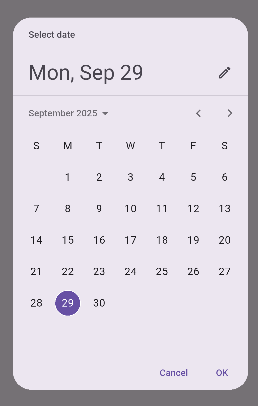 Select date
Mon, Sep 29
September 2025
S M T W T F S
1 2 3 4 5 6
7 8 9 10 11 12 13
14 15 16 17 18 19 20
21 22 23 24 25 26 27
28 29 30
Cancel OK